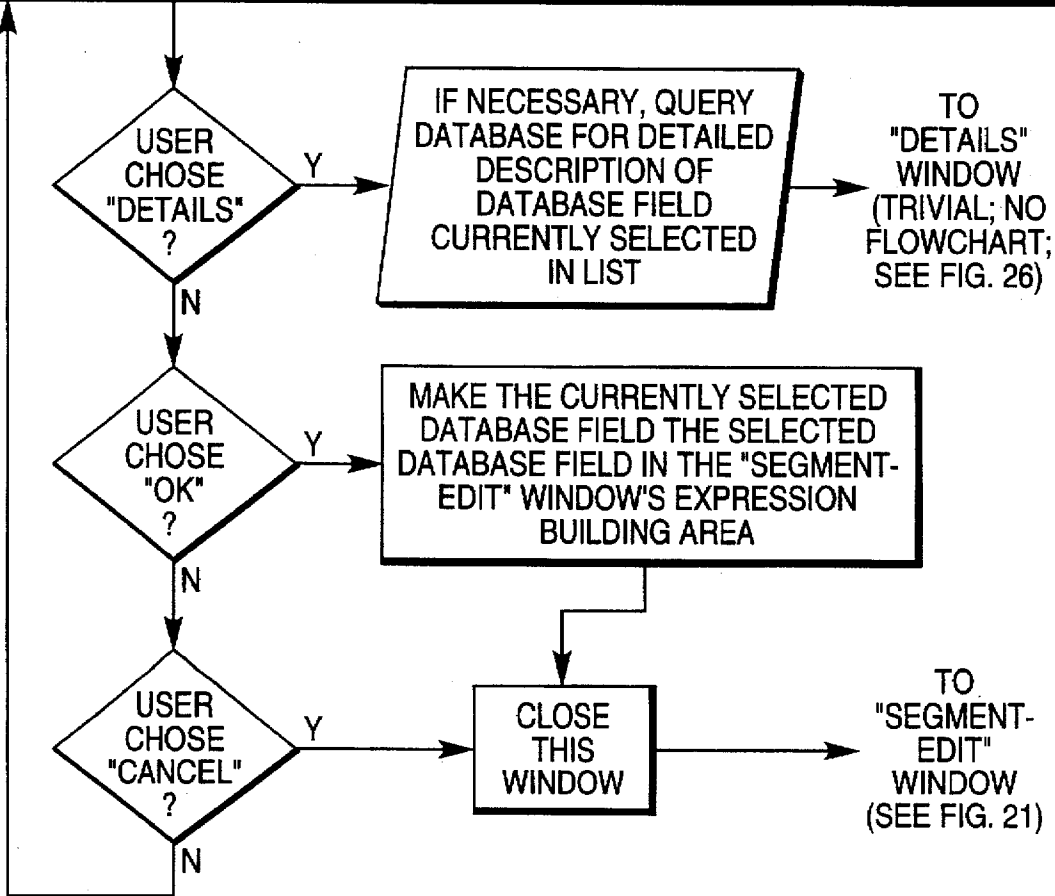 USER
CHOSE
"DETAILS"
?
Y
N
IF NECESSARY, QUERY
DATABASE FOR DETAILED
DESCRIPTION OF
DATABASE FIELD
CURRENTLY SELECTED
IN LIST
TO
"DETAILS"
WINDOW
(TRIVIAL; NO
FLOWCHART;
SEE FIG. 26)
USER
CHOSE
"OK"
?
Y
N
MAKE THE CURRENTLY SELECTED
DATABASE FIELD THE SELECTED
DATABASE FIELD IN THE "SEGMENT-
EDIT" WINDOW'S EXPRESSION
BUILDING AREA
USER
CHOSE
"CANCEL"
?
Y
N
CLOSE
THIS
WINDOW
TO
"SEGMENT-
EDIT"
WINDOW
(SEE FIG. 21)